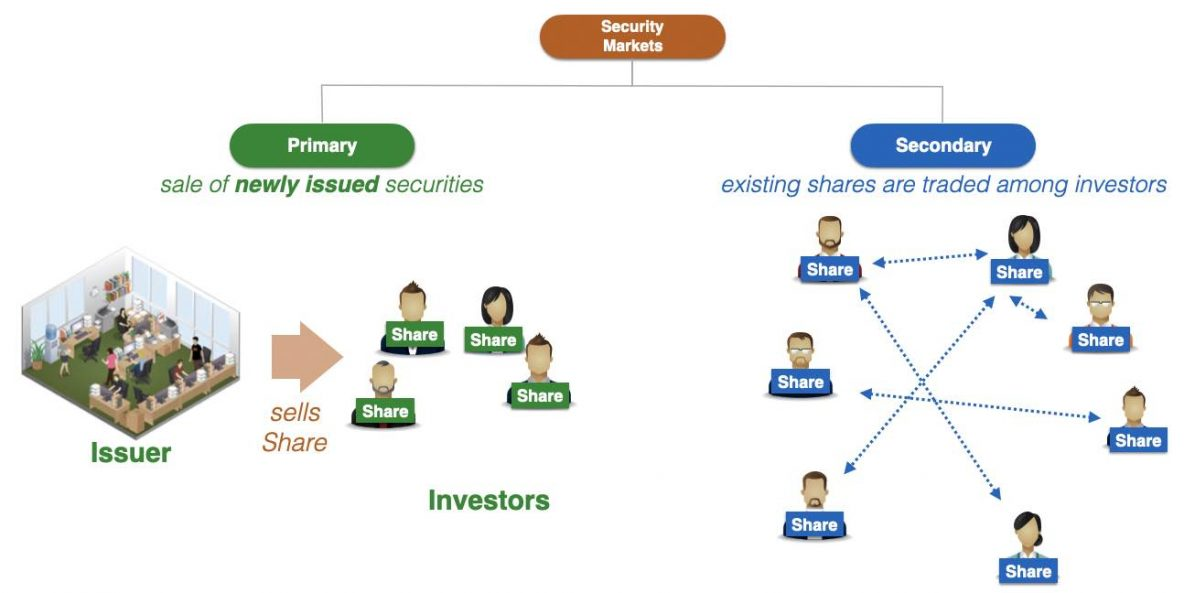 Security
Markets
Primary
Secondary
sale of newly issued securities
existing shares are traded among investors
Share
Share
Share
Share
Issuer
sells
Share
Investors
Share
Share
Share
Share
Share
Share
Share